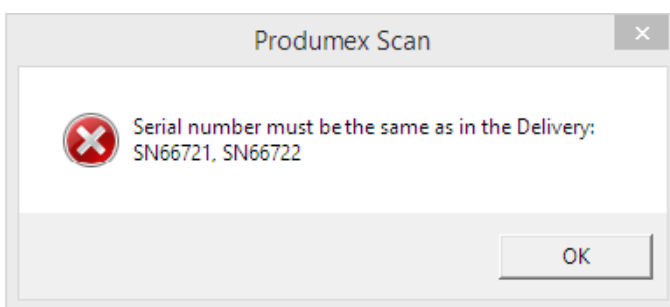 Produmex Scan
Serial number must be the same as in the Delivery:
SN66721, SN66722
OK